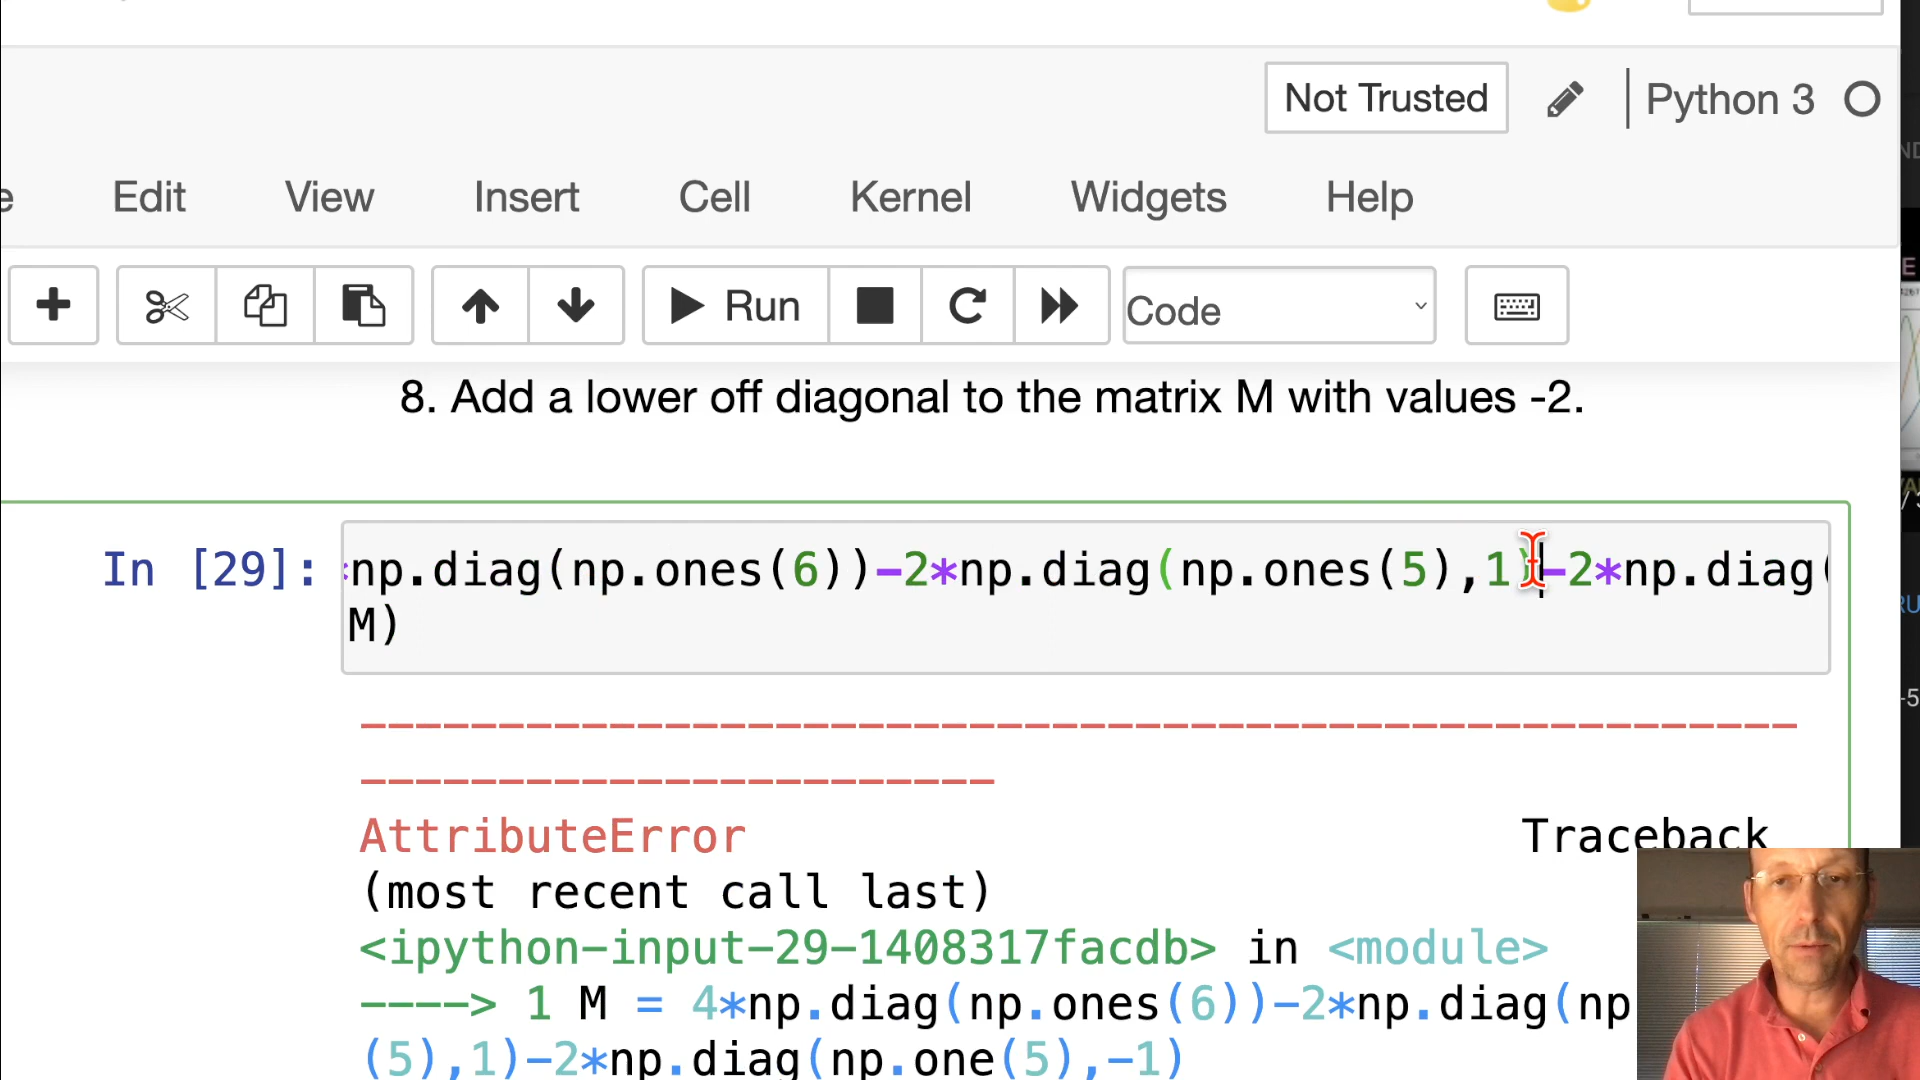 Not Trusted
Python 3
Edit View Insert Cell Kernel Widgets Help
Run
Code
8. Add a lower off diagonal to the matrix M with values -2.
In [29]:
np.diag(np.ones(6))-2*np.diag(np.ones(5),1)-2*np.diag(
M)
AttributeError Traceback
(most recent call last)
<ipython-input-29-1408317facdb> in <module>
----> 1 M = 4*np.diag(np.ones(6))-2*np.diag(np
(5),1)-2*np.diag(np.one(5),-1)